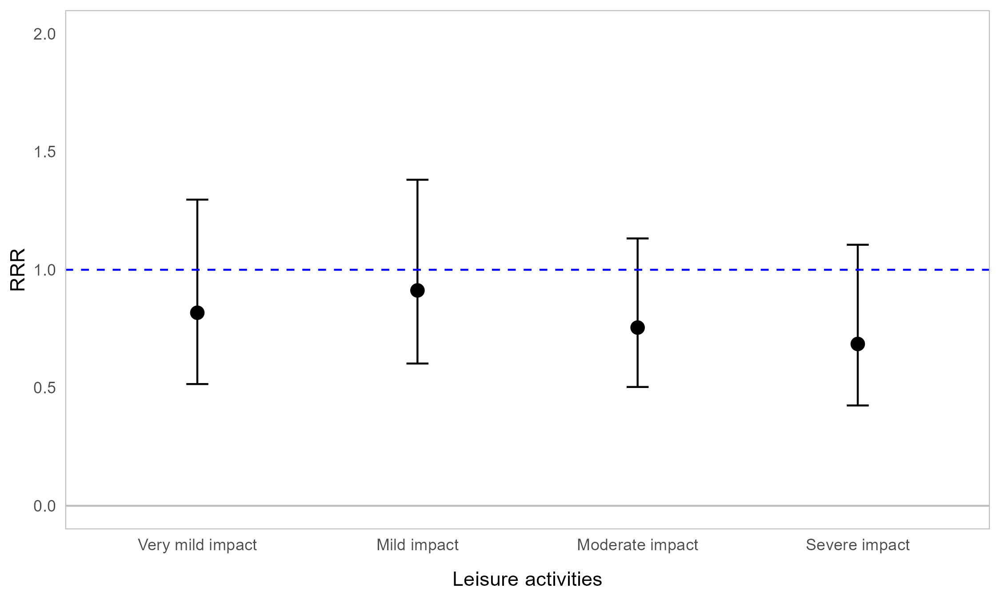 2.0
1.5
1.0
0.5
0.0
RRR
Very mild impact
Mild impact
Moderate impact
Severe impact
Leisure activities